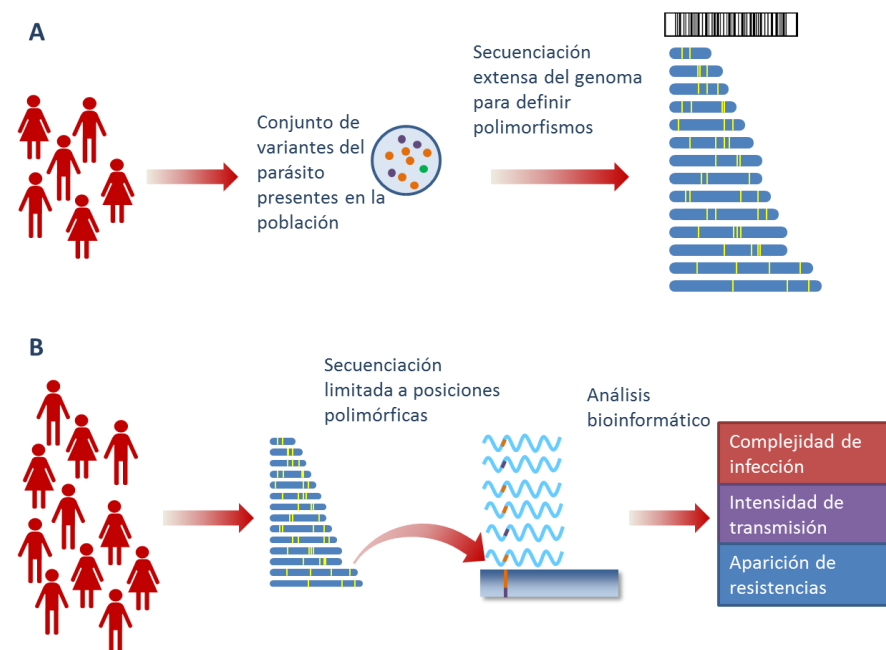 A
Conjunto de
variantes del
parásito
presentes en la
población
Secuenciación
extensa del genoma
para definir
polimorfismos
B
Secuenciación
limitada a posiciones
polimórficas
Análisis
bioinformático
Complejidad de
infección
Intensidad de
transmisión
Aparición de
resistencias